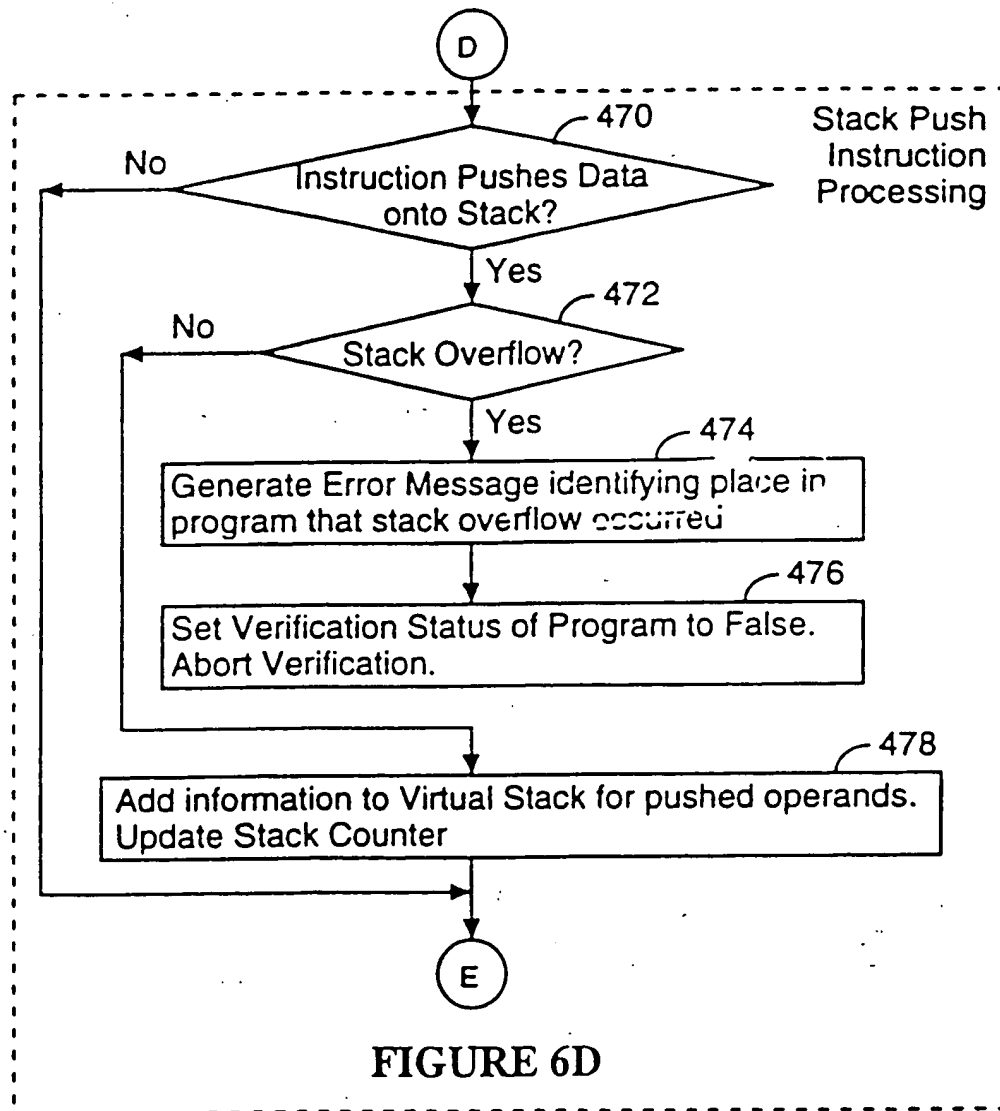 D
470
Stack Push
Instruction
Processing
No
Instruction Pushes Data
onto Stack?
Yes
472
No
Stack Overflow?
Yes
474
Generate Error Message identifying place in
program that stack overflow occurred
476
Set Verification Status of Program to False.
Abort Verification.
478
Add information to Virtual Stack for pushed operands.
Update Stack Counter
E
FIGURE 6D